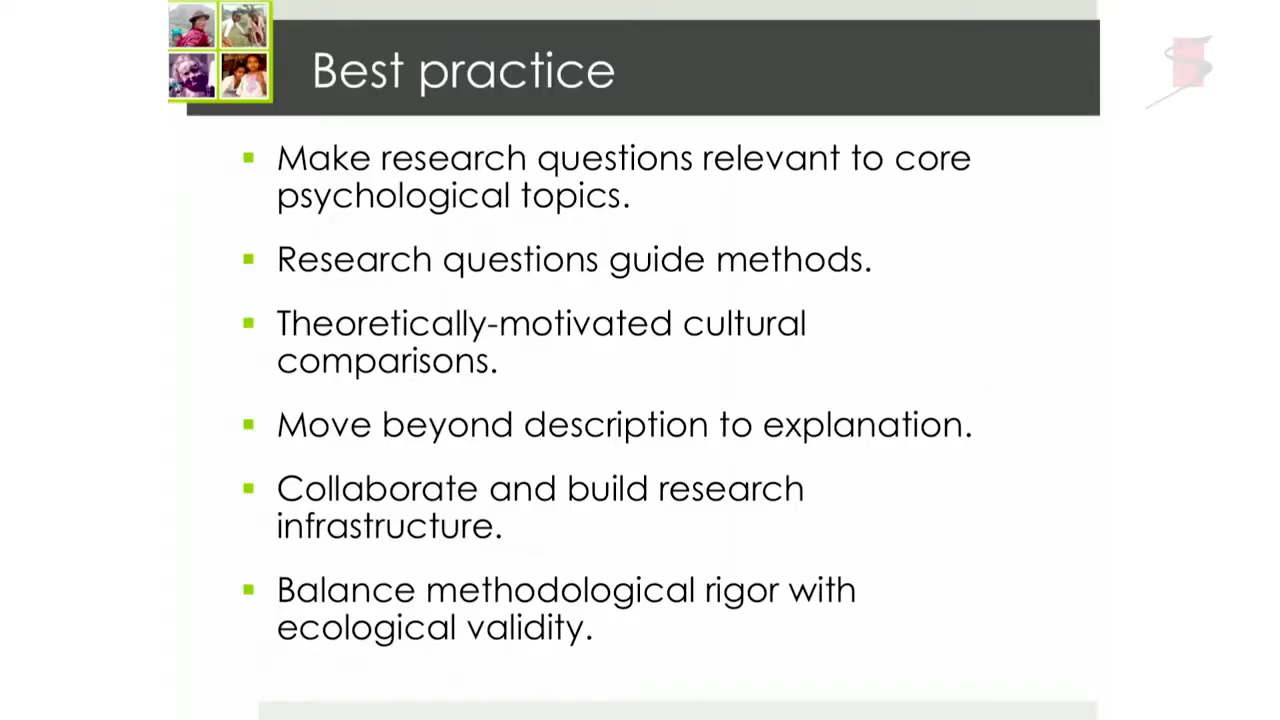 Best practice
Make research questions relevant to core
psychological topics.
Research questions guide methods.
Theoretically-motivated cultural
comparisons.
Move beyond description to explanation.
Collaborate and build research
infrastructure.
Balance methodological rigor with
ecological validity.